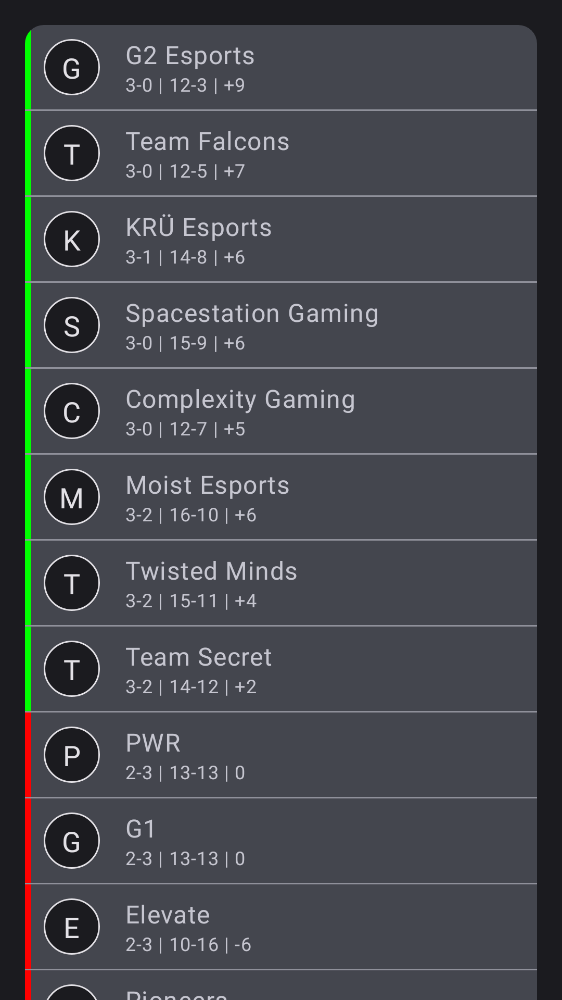 G
G2 Esports
3-0 | 12-3 | +9
T
Team Falcons
3-0 | 12-5 | +7
K
KRÜ Esports
3-1 | 14-8 | +6
S
Spacestation Gaming
3-0 | 15-9 | +6
C
Complexity Gaming
3-0 | 12-7 | +5
M
Moist Esports
3-2 | 16-10 | +6
T
Twisted Minds
3-2 | 15-11 | +4
T
Team Secret
3-2 | 14-12 | +2
P
PWR
2-3 | 13-13 | 0
G
G1
2-3 | 13-13 | 0
E
Elevate
2-3 | 10-16 | -6
Pioneers